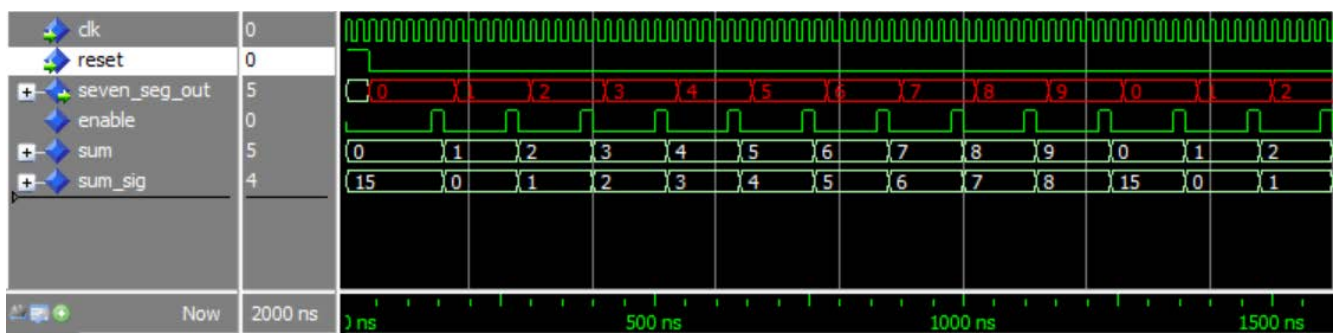 clk 0
reset 0
seven_seg_out 5 0 1 2 3 4 5 6 7 8 9 0 1 2
enable 0
sum 5 0 1 2 3 4 5 6 7 8 9 0 1 2
sum_sig 4 15 0 1 2 3 4 5 6 7 8 15 0 1
Now 2000 ns ns 500 ns 1000 ns 1500 ns